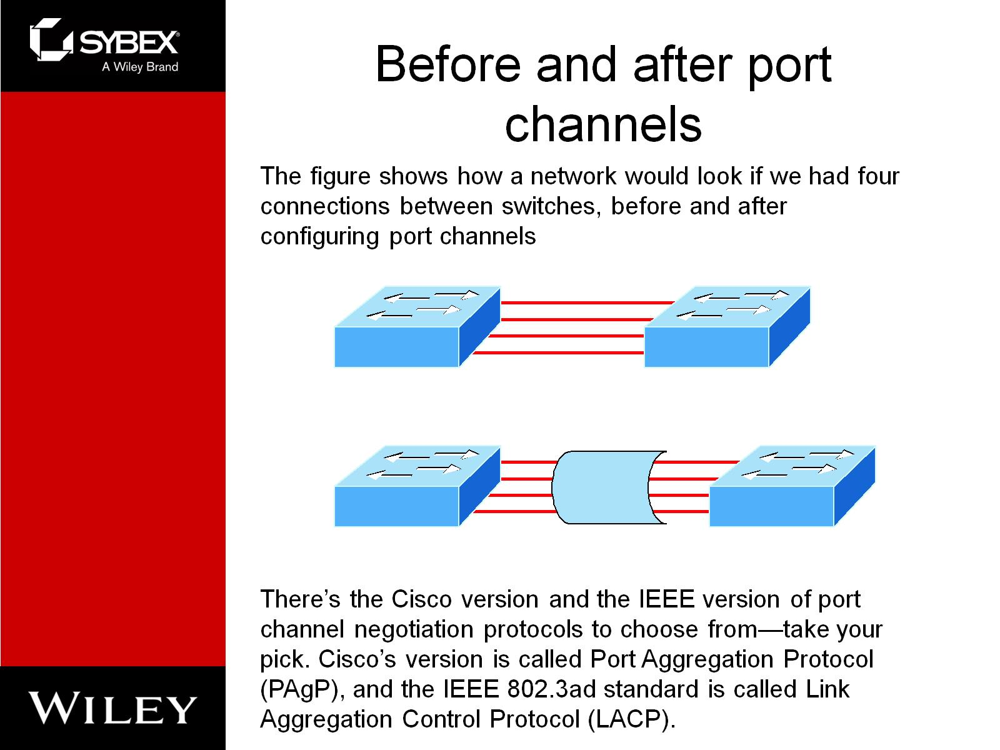 SYBEX®
A Wiley Brand
Before and after port
channels
The figure shows how a network would look if we had four
connections between switches, before and after
configuring port channels
There’s the Cisco version and the IEEE version of port
channel negotiation protocols to choose from—take your
pick. Cisco’s version is called Port Aggregation Protocol
(PAgP), and the IEEE 802.3ad standard is called Link
Aggregation Control Protocol (LACP).
WILEY